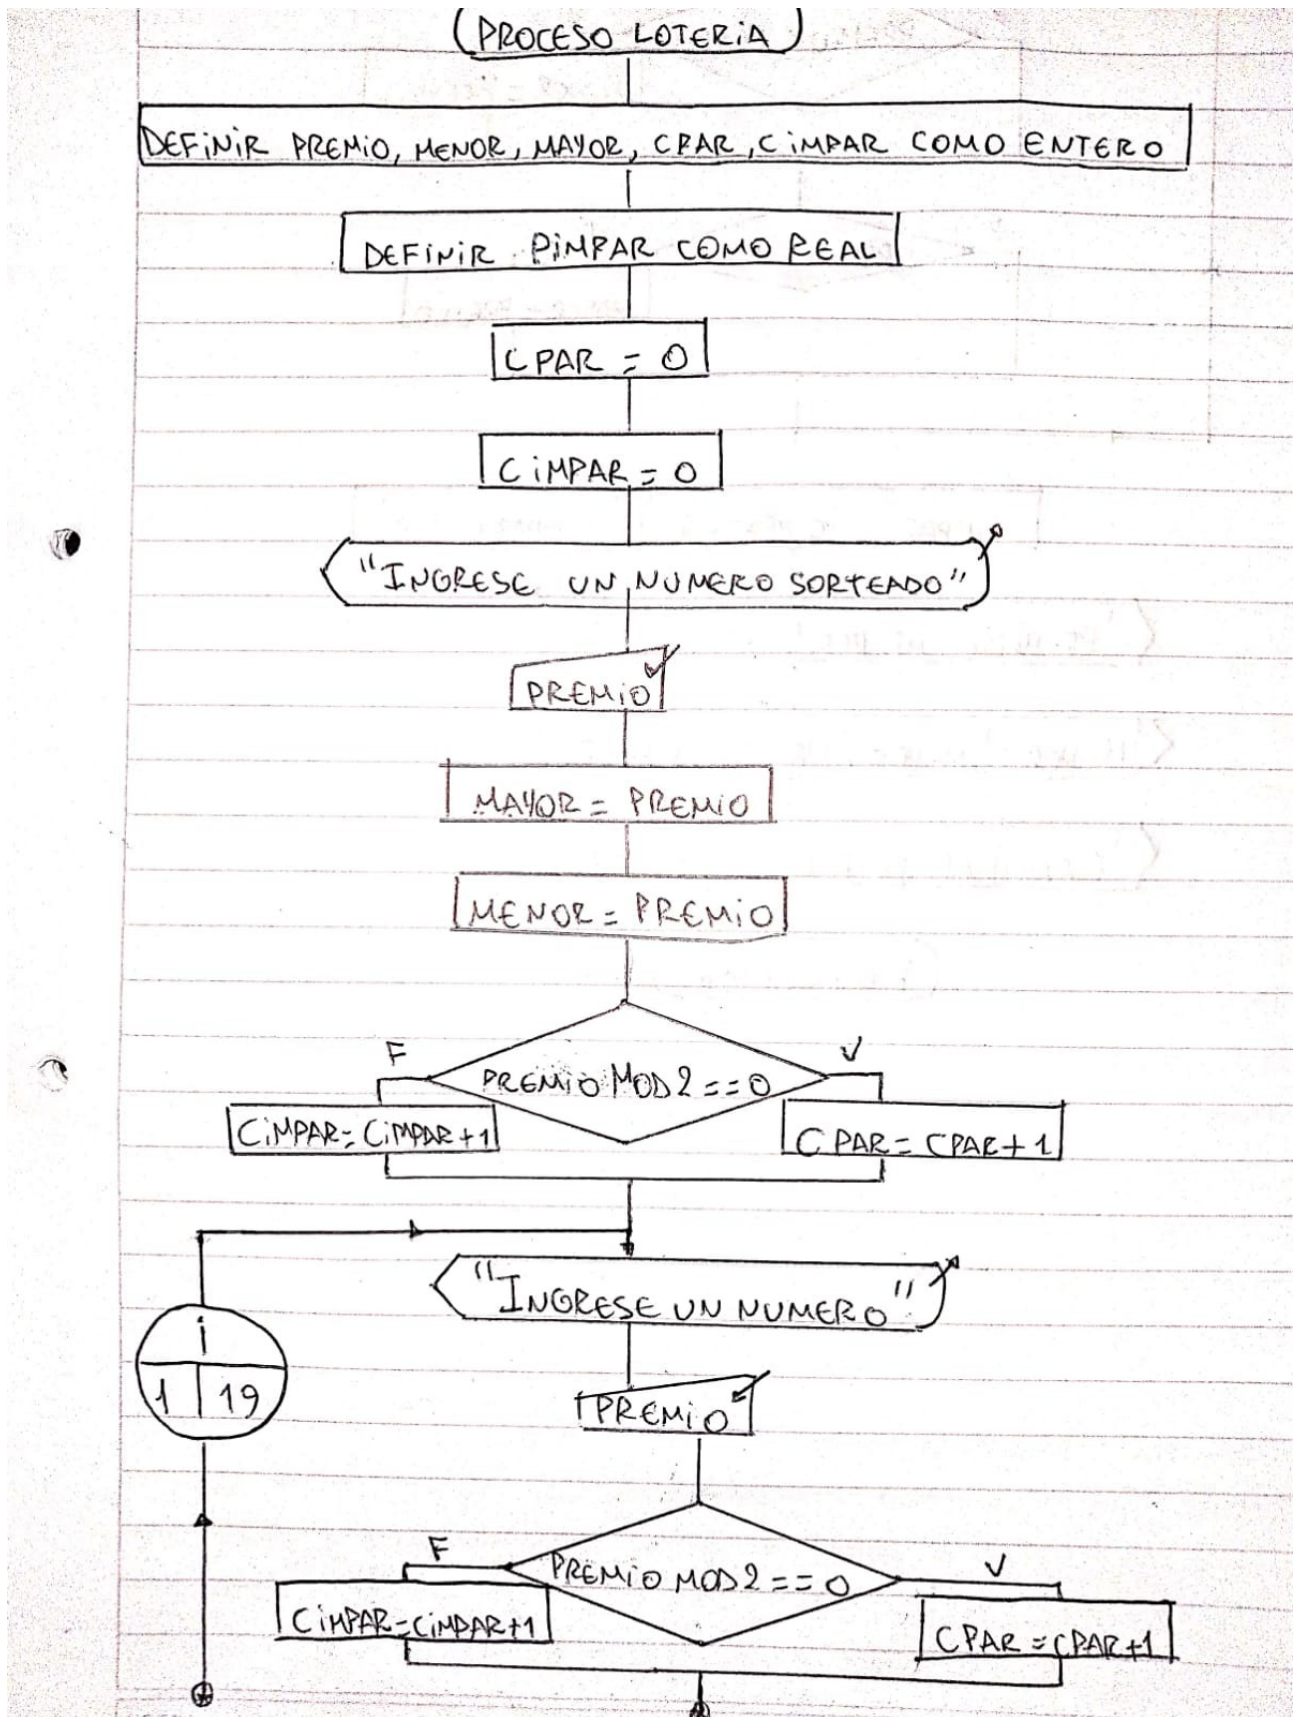 PROCESO LOTERIA
DEFINIR PREMIO, MENOR, MAYOR, CPAR, CIMPAR COMO ENTERO
DEFINIR PIMPAR COMO REAL
CPAR = 0
CIMPAR = 0
"INGRESE UN NUMERO SORTEADO"
PREMIO
MAYOR = PREMIO
MENOR = PREMIO
F
V
PREMIO MOD 2 == 0
CIMPAR = CIMPAR + 1
CPAR = CPAR + 1
"INGRESE UN NUMERO"
i
1 19
PREMIO
F
V
PREMIO MOD 2 == 0
CIMPAR = CIMPAR + 1
CPAR = CPAR + 1